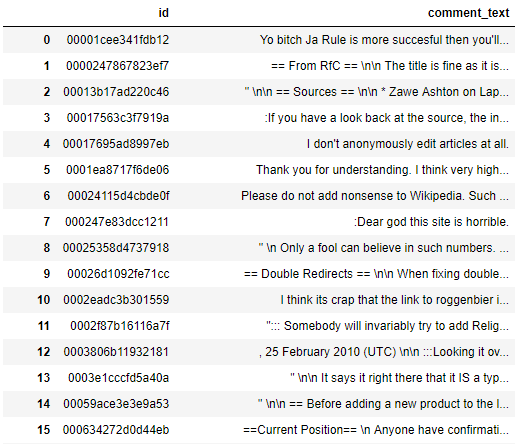 id comment_text
0 00001cee341fdb12 Yo bitch Ja Rule is more succesful then you'll...
1 0000247867823ef7 == From RfC == \n\n The title is fine as it is...
2 00013b17ad220c46 " \n\n == Sources == \n\n * Zawe Ashton on Lap...
3 00017563c3f7919a :If you have a look back at the source, the in...
4 00017695ad8997eb I don't anonymously edit articles at all.
5 0001ea8717f6de06 Thank you for understanding. I think very high...
6 00024115d4cbde0f Please do not add nonsense to Wikipedia. Such ...
7 000247e83dcc1211 :Dear god this site is horrible.
8 00025358d4737918 " \n Only a fool can believe in such numbers. ...
9 00026d1092fe71cc == Double Redirects == \n\n When fixing double...
10 0002eadc3b301559 I think its crap that the link to roggenbier i...
11 0002f87b16116a7f "::: Somebody will invariably try to add Relig...
12 0003806b11932181 , 25 February 2010 (UTC) \n\n :::Looking it ov...
13 0003e1cccfd5a40a " \n\n It says it right there that it IS a typ...
14 00059ace3e3e9a53 " \n\n == Before adding a new product to the l...
15 000634272d0d44eb ==Current Position== \n Anyone have confirmati...